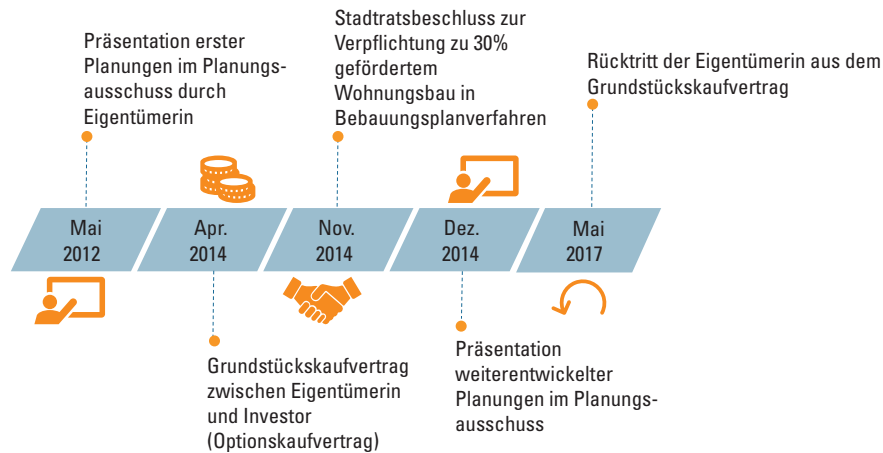 Präsentation erster
Planungen im Planungs-
ausschuss durch
Eigentümerin
Stadtratsbeschluss zur
Verpflichtung zu 30%
gefördertem
Wohnungsbau in
Bebauungsplanverfahren
Rücktritt der Eigentümerin aus dem
Grundstückskaufvertrag
Mai
2012
Apr.
2014
Nov.
2014
Dez.
2014
Mai
2017
Grundstückskaufvertrag
zwischen Eigentümerin
und Investor
(Optionskaufvertrag)
Präsentation
weiterentwickelter
Planungen im Planungs-
ausschuss